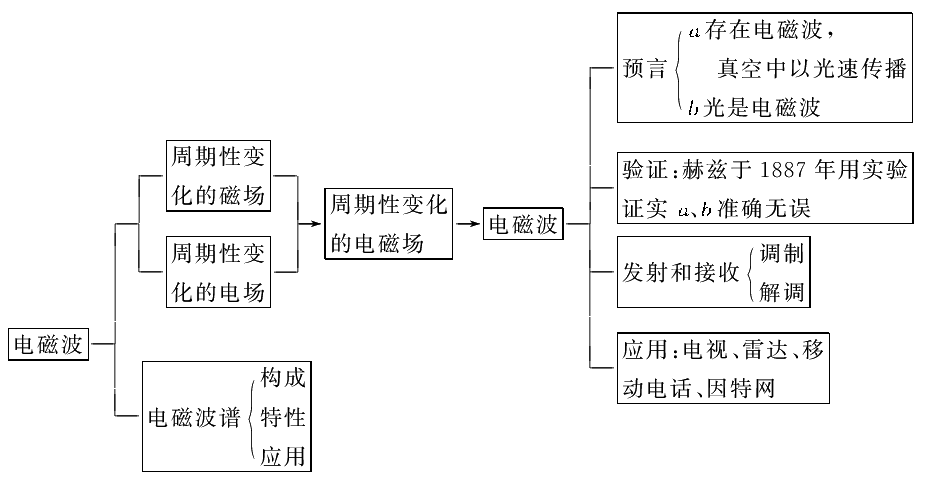 电磁波
周期性变
化的磁场
周期性变
化的电场
周期性变化
的电磁场
电磁波
预言
a存在电磁波，
真空中以光速传播
b光是电磁波
验证:赫兹于 1887 年用实验
证实 a、b准确无误
发射和接收
调制
解调
应用:电视、雷达、移
动电话、因特网
电磁波谱
构成
特性
应用